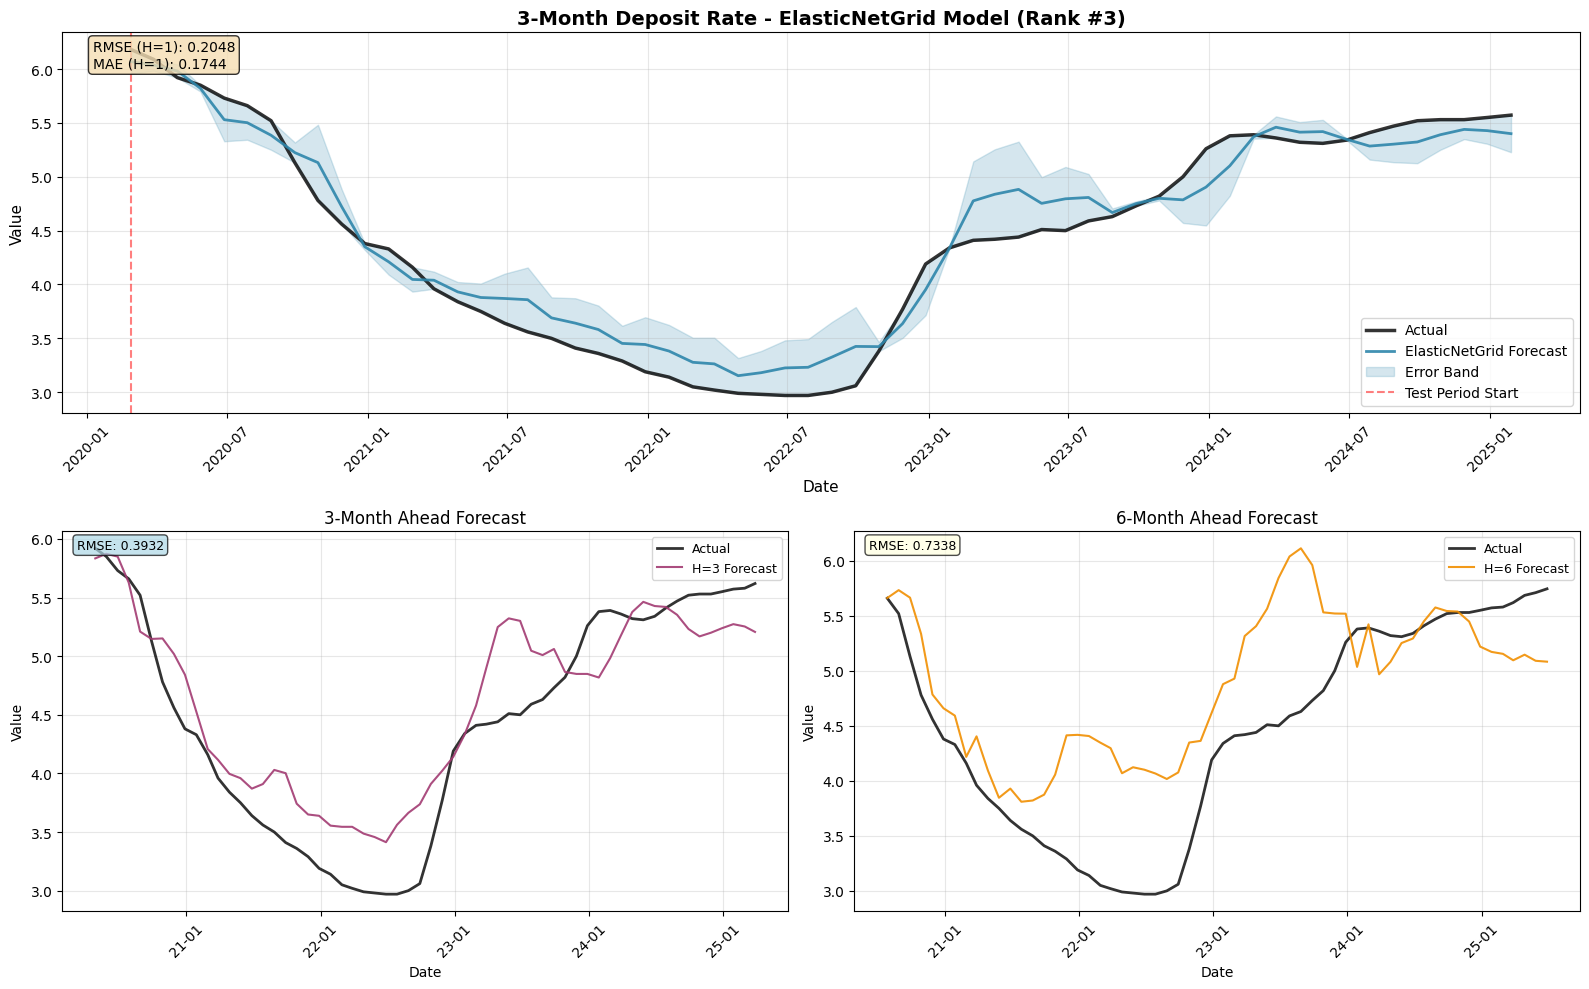 3-Month Deposit Rate - ElasticNetGrid Model (Rank #3)
RMSE (H=1): 0.2048
MAE (H=1): 0.1744
Value
6.0
5.5
5.0
4.5
4.0
3.5
3.0
Actual
ElasticNetGrid Forecast
Error Band
Test Period Start
2020-01
2020-07
2021-01
2021-07
2022-01
2022-07
2023-01
2023-07
2024-01
2024-07
2025-01
Date
3-Month Ahead Forecast
RMSE: 0.3932
Actual
H=3 Forecast
Value
6.0
5.5
5.0
4.5
4.0
3.5
3.0
21-01
22-01
23-01
24-01
25-01
Date
6-Month Ahead Forecast
RMSE: 0.7338
Actual
H=6 Forecast
Value
6.0
5.5
5.0
4.5
4.0
3.5
3.0
21-01
22-01
23-01
24-01
25-01
Date